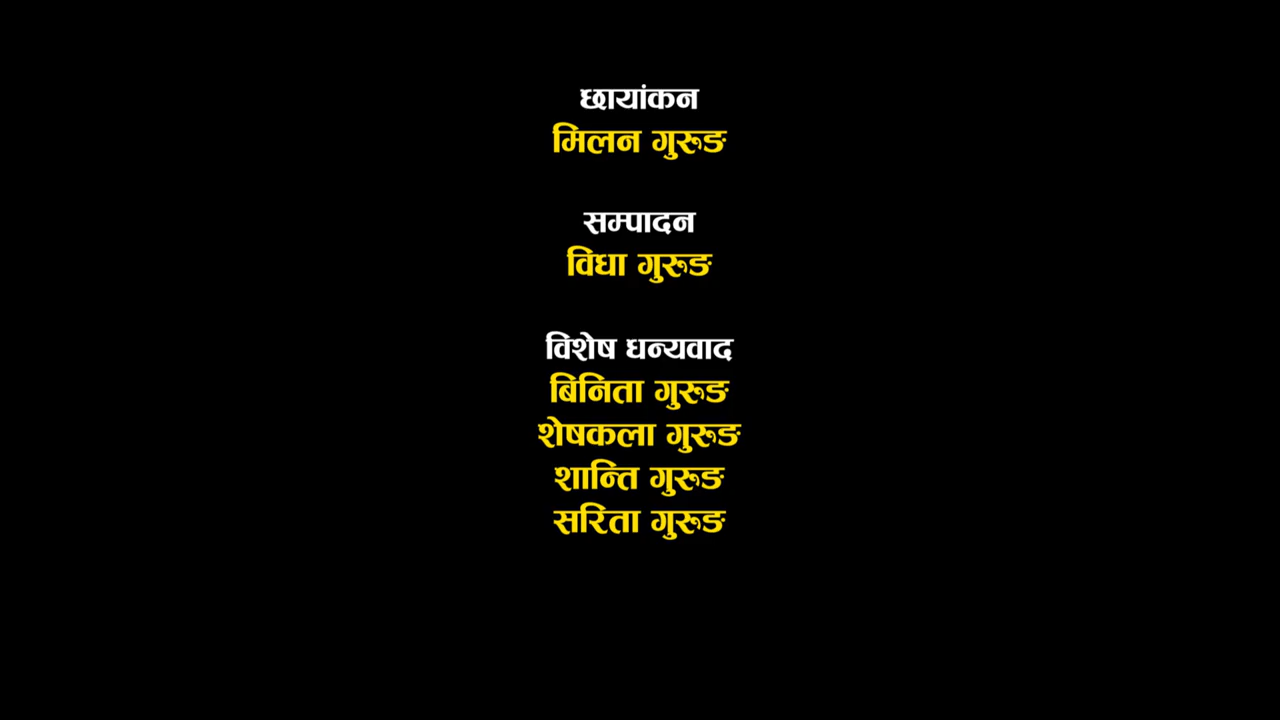 छायांकन
मिलन गुरुङ
सम्पादन
विधा गुरुङ
विशेष धन्यवाद
बिनिता गुरुङ
शेषकला गुरुङ
शान्ति गुरुङ
सरिता गुरुङ